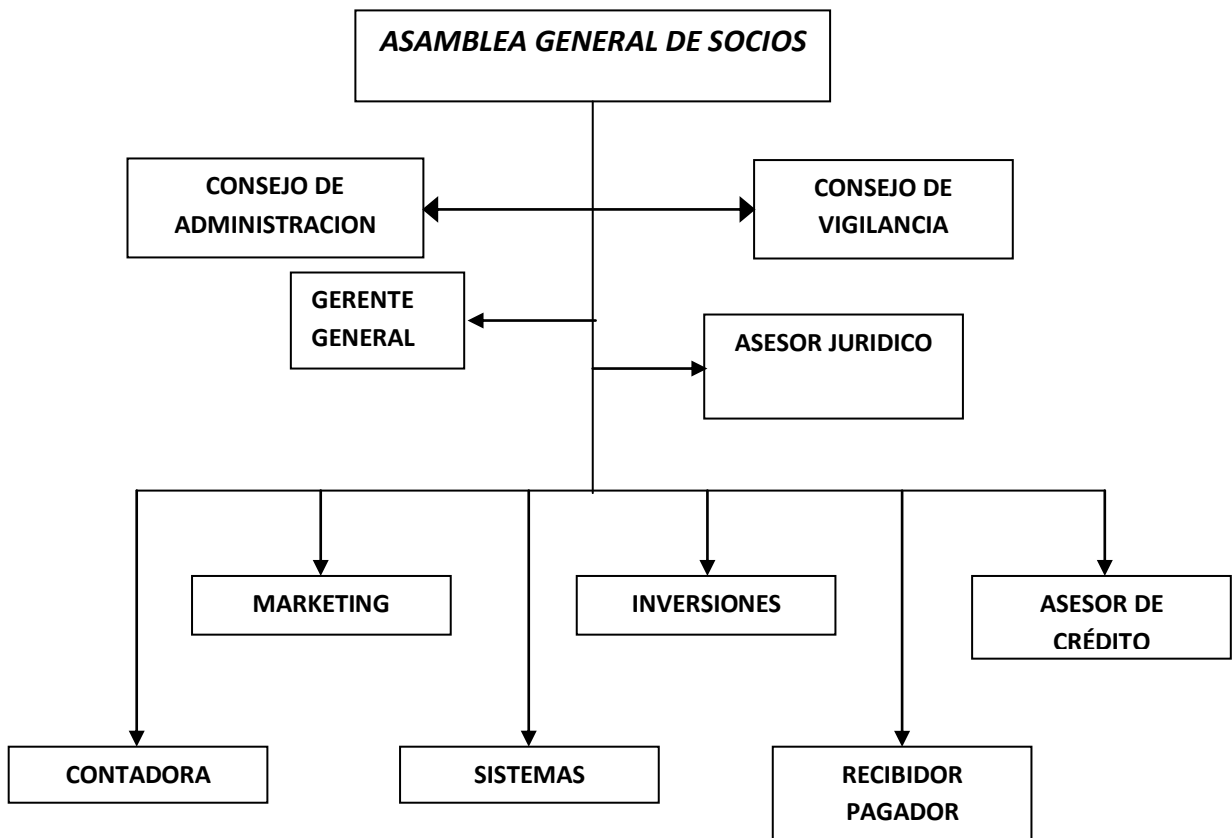 ASAMBLEA GENERAL DE SOCIOS
CONSEJO DE
ADMINISTRACION
CONSEJO DE
VIGILANCIA
GERENTE
GENERAL
ASESOR JURIDICO
MARKETING
INVERSIONES
ASESOR DE
CRÉDITO
CONTADORA
SISTEMAS
RECIBIDOR
PAGADOR